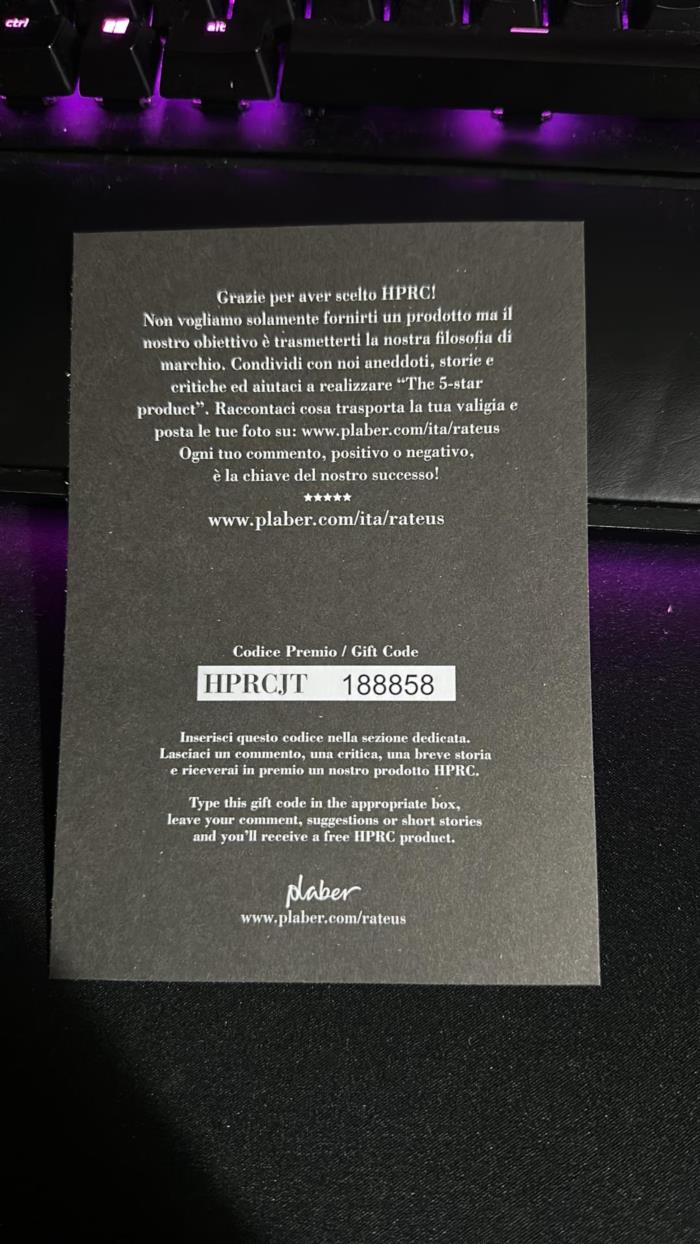 ctrl
alt
Grazie per aver scelto HPRC!
Non vogliamo solamente fornirti un prodotto ma il
nostro obiettivo è trasmetterti la nostra filosofia di
marchio. Condividi con noi aneddoti, storie e
critiche ed aiutaci a realizzare “The 5-star
product”. Raccontaci cosa trasporta la tua valigia e
posta le tue foto su: www.plaber.com/ita/rateus
Ogni tuo commento, positivo o negativo,
è la chiave del nostro successo!
★★★★★
www.plaber.com/ita/rateus
Codice Premio / Gift Code
HPRCJT 188858
Inserisci questo codice nella sezione dedicata.
Lasciaci un commento, una critica, una breve storia
e riceverai in premio un nostro prodotto HPRC.
Type this gift code in the appropriate box,
leave your comment, suggestions or short stories
and you’ll receive a free HPRC product.
plaber
www.plaber.com/rateus